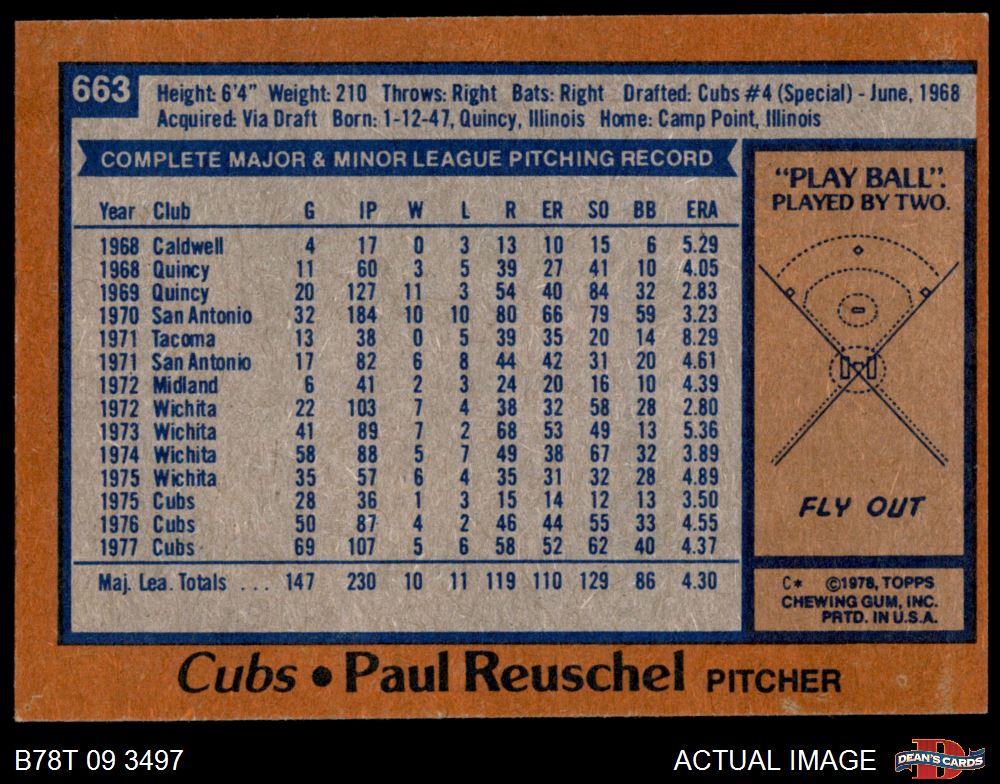 663
Height: 6'4" Weight: 210 Throws: Right Bats: Right Drafted: Cubs #4 (Special) - June, 1968
Acquired: Via Draft Born: 1-12-47, Quincy, Illinois Home: Camp Point, Illinois
COMPLETE MAJOR & MINOR LEAGUE PITCHING RECORD
Year Club G IP W L R ER SO BB ERA
1968 Caldwell 4 17 0 3 13 10 15 6 5.29
1968 Quincy 11 60 3 5 39 27 41 10 4.05
1969 Quincy 20 127 11 3 54 40 84 32 2.83
1970 San Antonio 32 184 10 10 80 66 79 59 3.23
1971 Tacoma 13 38 0 5 39 35 20 14 8.29
1971 San Antonio 17 82 6 8 44 42 31 20 4.61
1972 Midland 6 41 2 3 24 20 16 10 4.39
1972 Wichita 22 103 7 4 38 32 58 28 2.80
1973 Wichita 41 89 7 2 68 53 49 13 5.36
1974 Wichita 58 88 5 7 49 38 67 32 3.89
1975 Wichita 35 57 6 4 35 31 32 28 4.89
1975 Cubs 28 36 1 3 15 14 12 13 3.50
1976 Cubs 50 87 4 2 46 44 55 33 4.55
1977 Cubs 69 107 5 6 58 52 62 40 4.37
Maj. Lea. Totals ... 147 230 10 11 119 110 129 86 4.30
"PLAY BALL".
PLAYED BY TWO.
FLY OUT
C* ©1978, TOPPS
CHEWING GUM, INC.
PRTD. IN U.S.A.
Cubs • Paul Reuschel PITCHER
B78T 09 3497
ACTUAL IMAGE
DEAN'S CARDS